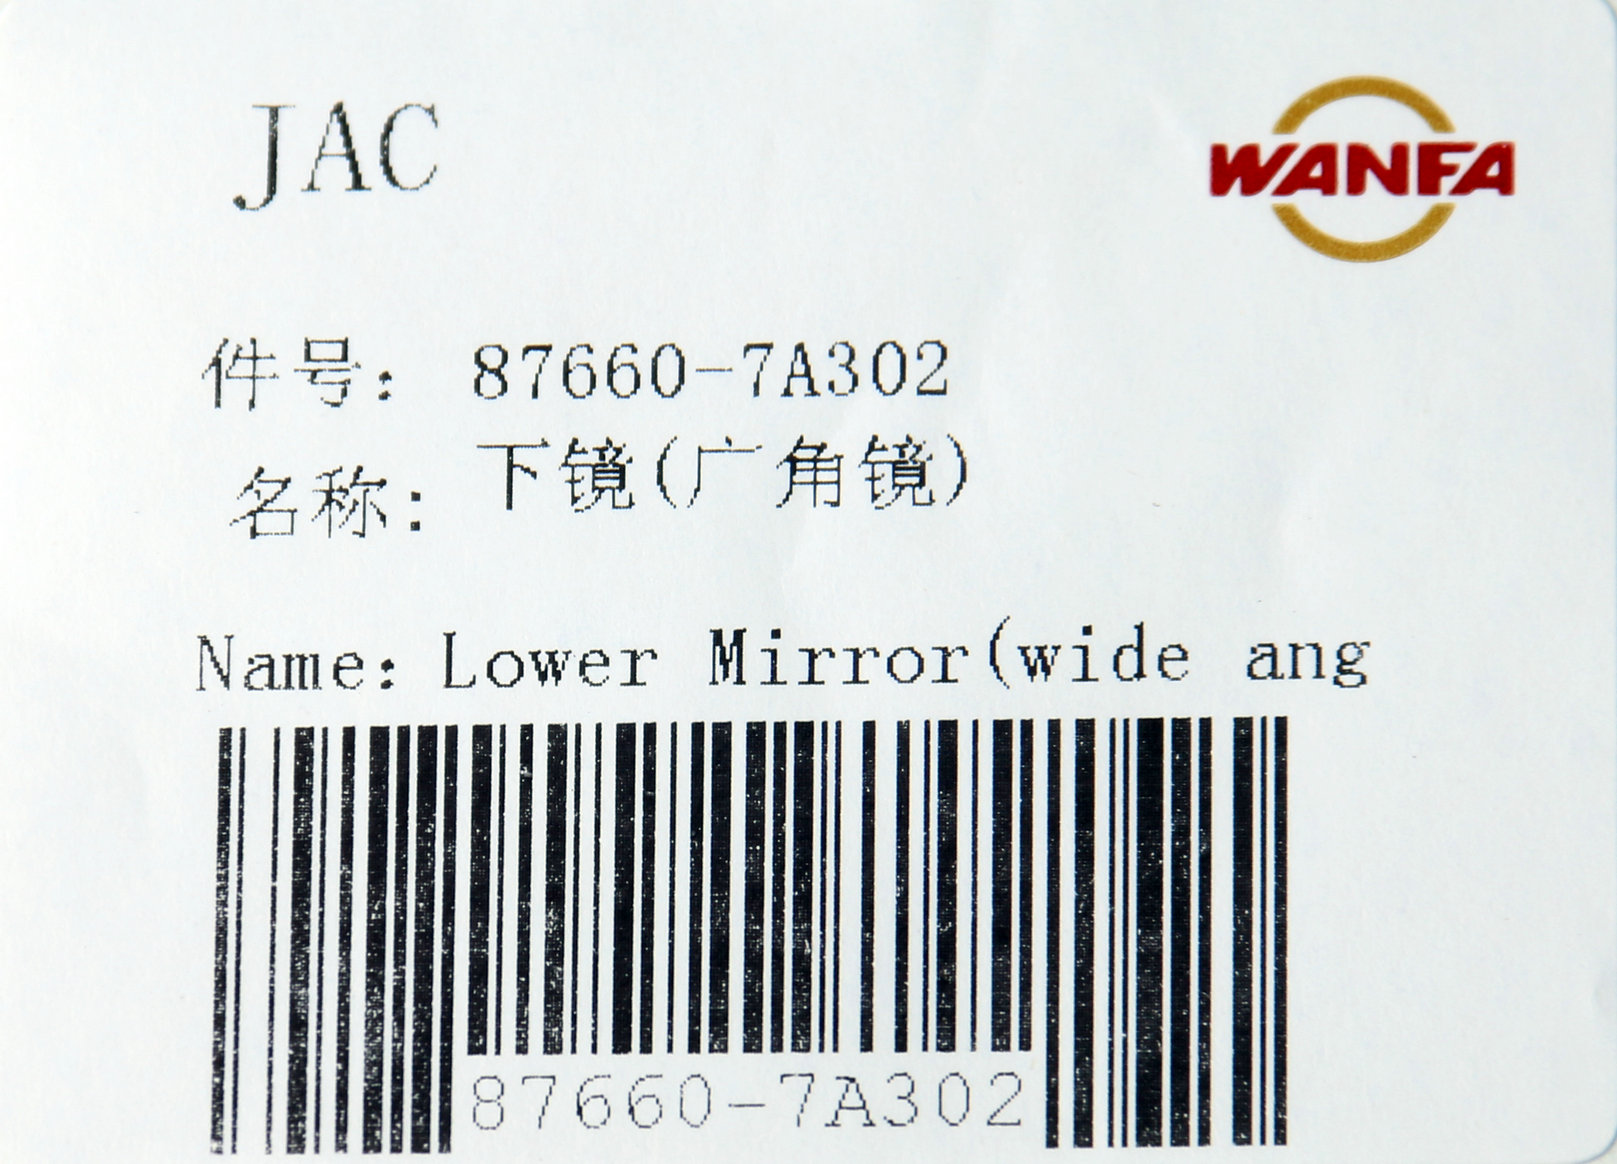 JAC
WANFA
件号: 87660-7A302
名称: 下镜(广角镜)
Name: Lower Mirror(wide ang
87660-7A302